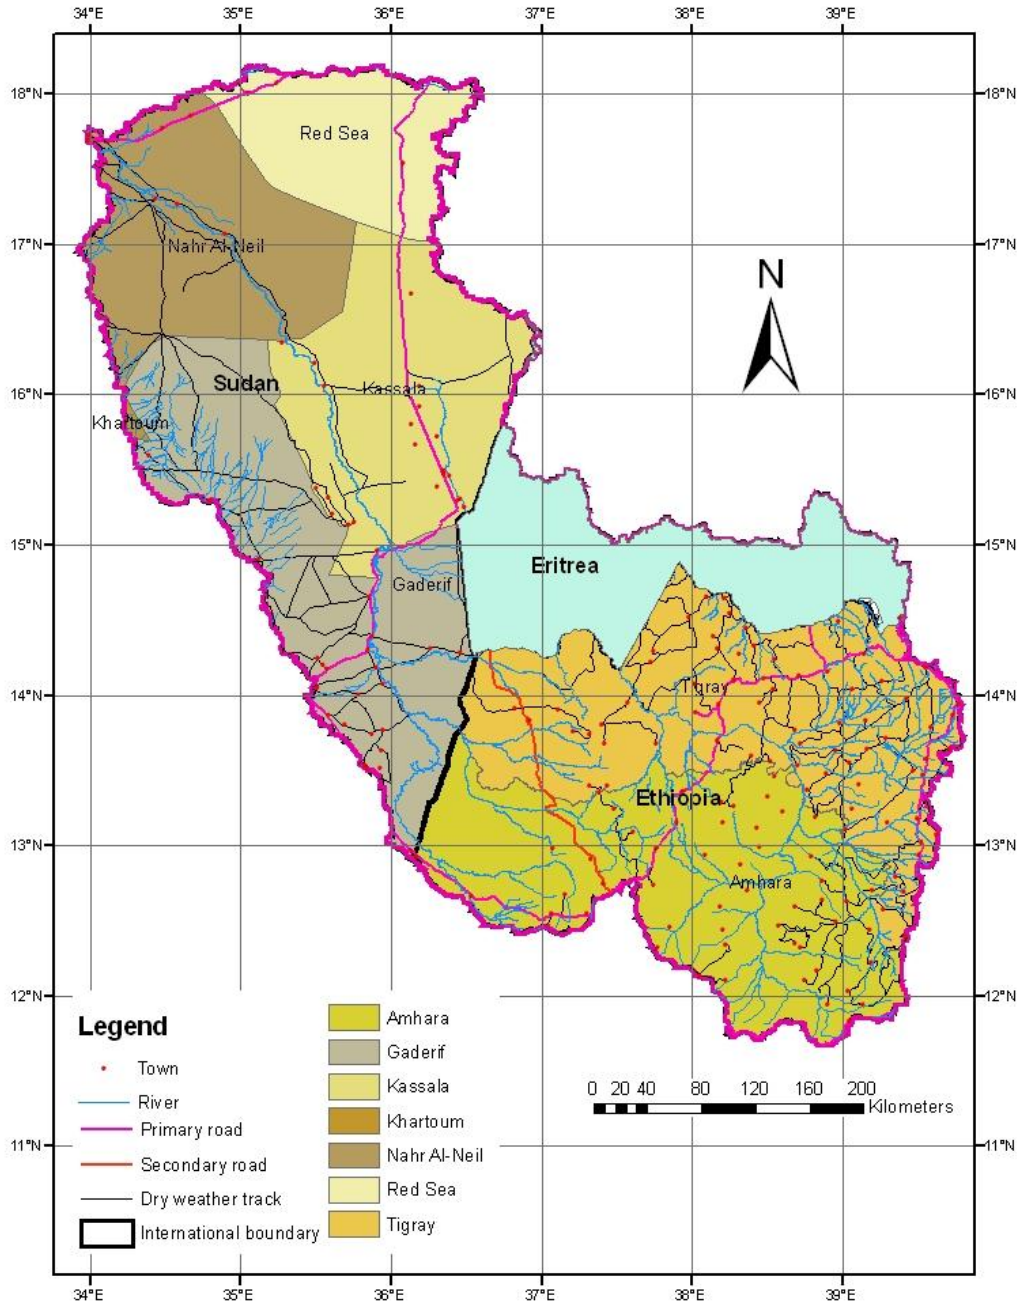 34°E 35°E 36°E 37°E 38°E 39°E
18°N 18°N
Red Sea
17°N 17°N
Nahr Al-Neil
N
Sudan
Kassala
16°N 16°N
Khartoum
15°N 15°N
Eritrea
Gaderif
14°N 14°N
Tigray
Ethiopia
13°N 13°N
Amhara
12°N 12°N
Legend
Town
River
Primary road
Secondary road
Dry weather track
International boundary
Amhara
Gaderif
Kassala
Khartoum
Nahr Al-Neil
Red Sea
Tigray
0 20 40 80 120 160 200
Kilometers
11°N 11°N
34°E 35°E 36°E 37°E 38°E 39°E